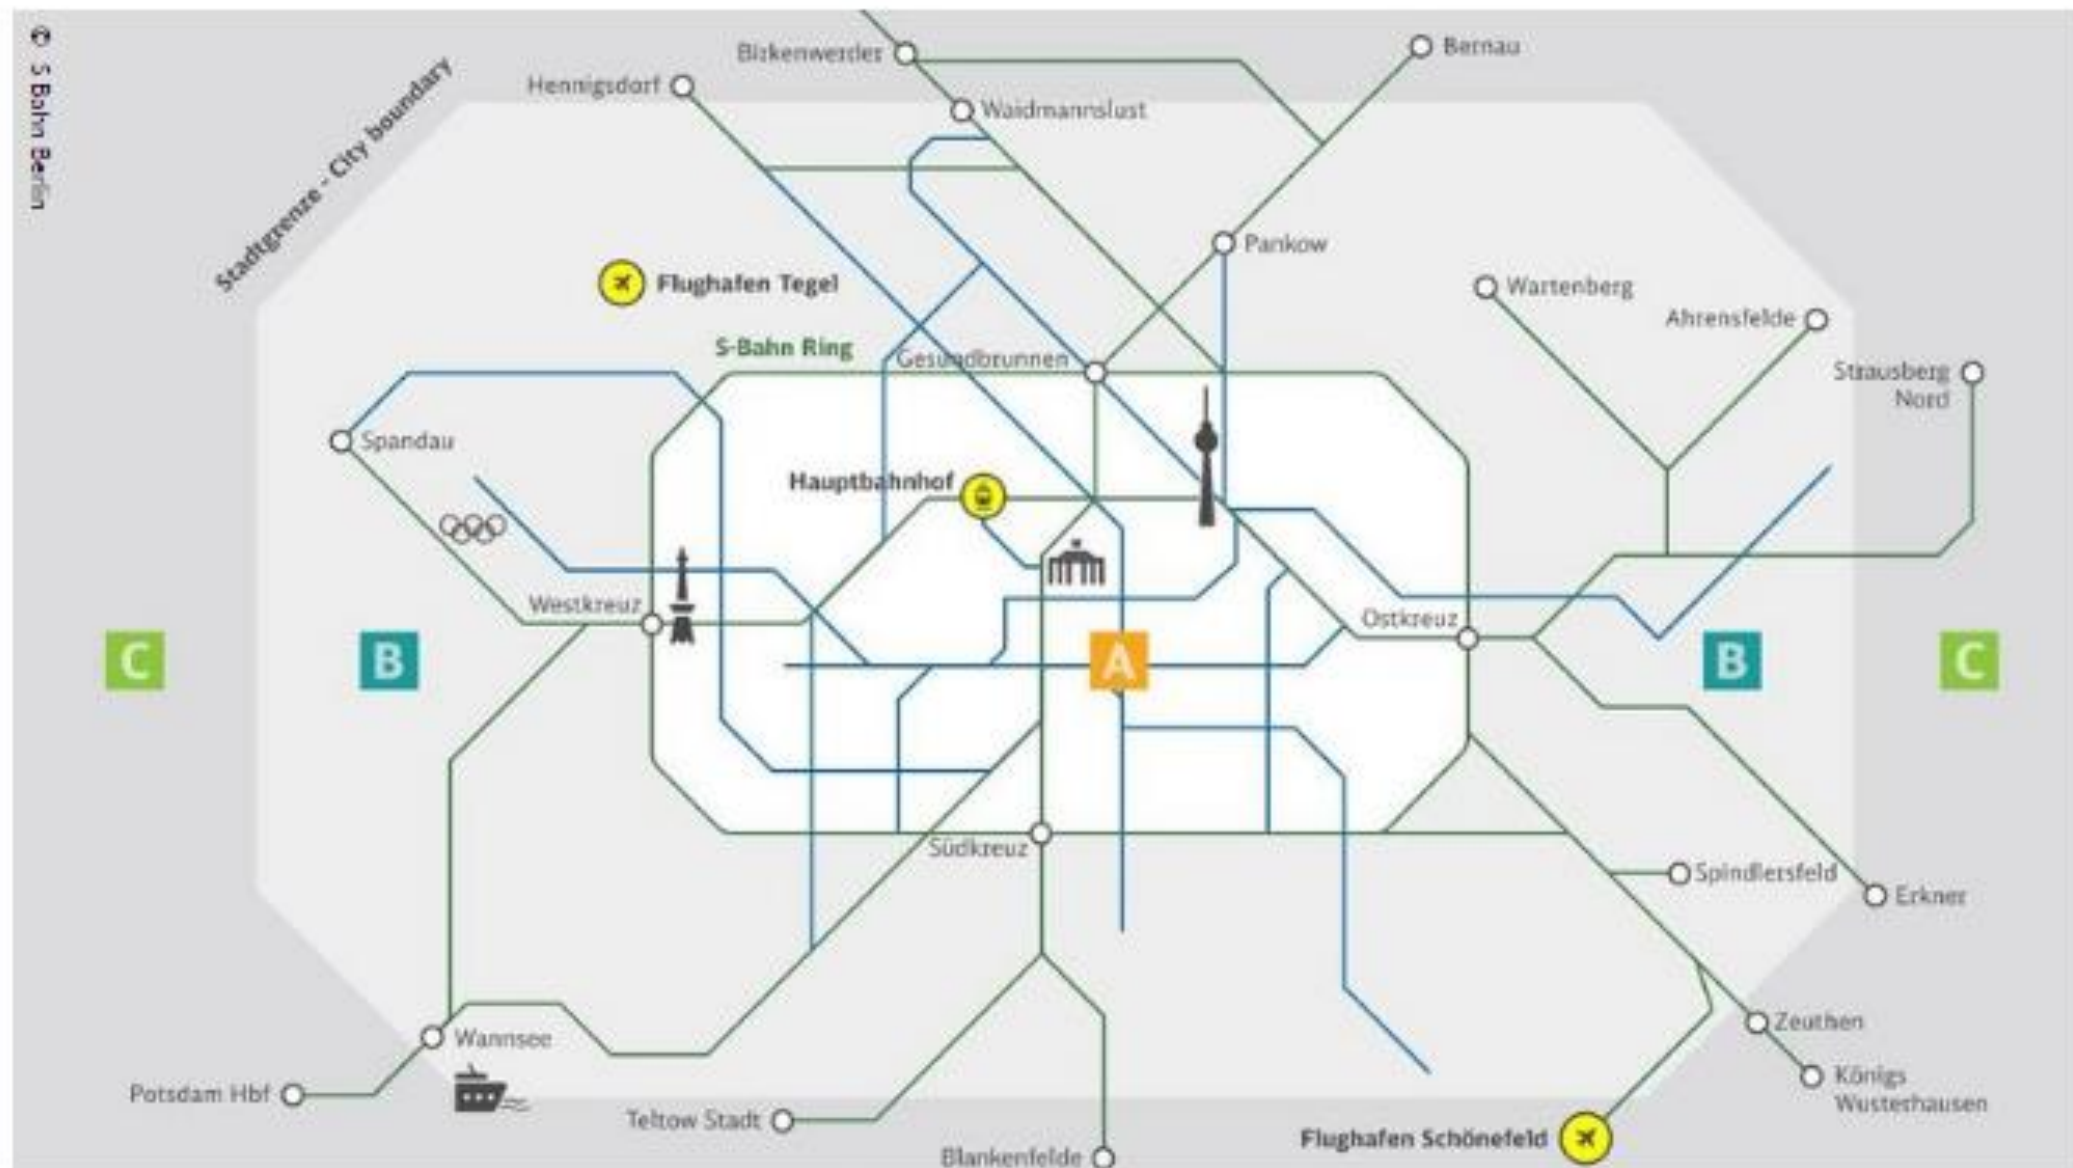 © S Bahn Berlin
Stadtgrenze - City boundary
Birkenwerder
Bernau
Hennigsdorf
Waidmannslust
Pankow
Flughafen Tegel
Wartenberg
Ahrensfelde
S-Bahn Ring
Gesundbrunnen
Strausberg
Nord
Spandau
Hauptbahnhof
Westkreuz
Ostkreuz
C
B
A
B
C
Südkreuz
Spindlersfeld
Erkner
Wannsee
Zeuthen
Potsdam Hbf
Königs
Wusterhausen
Teltow Stadt
Flughafen Schönefeld
Blankenfelde